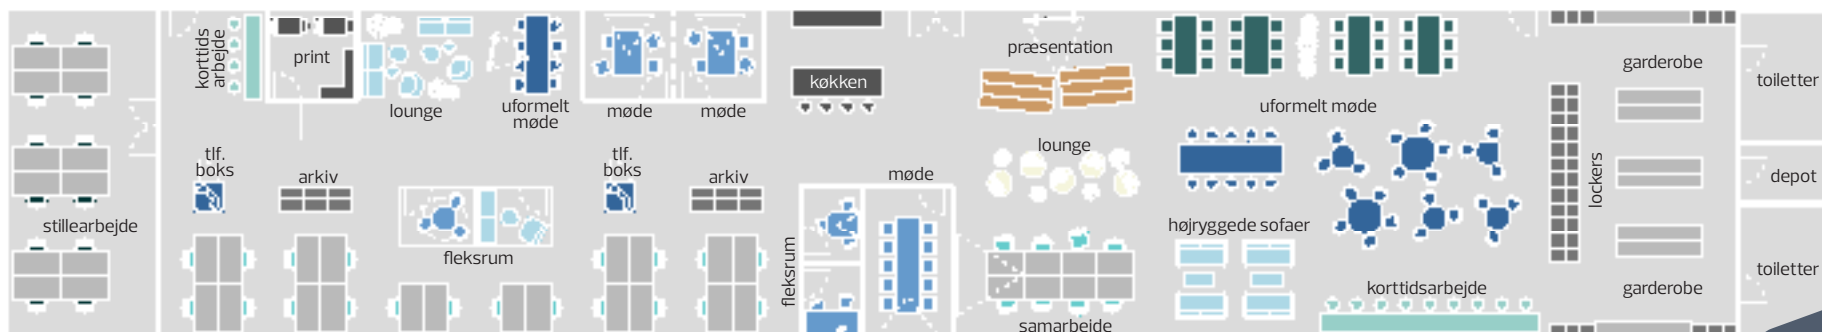 kortids
arbejde
print
lounge
uformelt
møde
møde
møde
køkken
præsentation
uformelt møde
garderobe
toiletter
tlf.
boks
arkiv
tlf.
boks
arkiv
møde
lounge
lockers
depot
stillearbejde
fleksrum
fleksrum
højryggede sofaer
samarbejde
korttidsarbejde
garderobe
toiletter